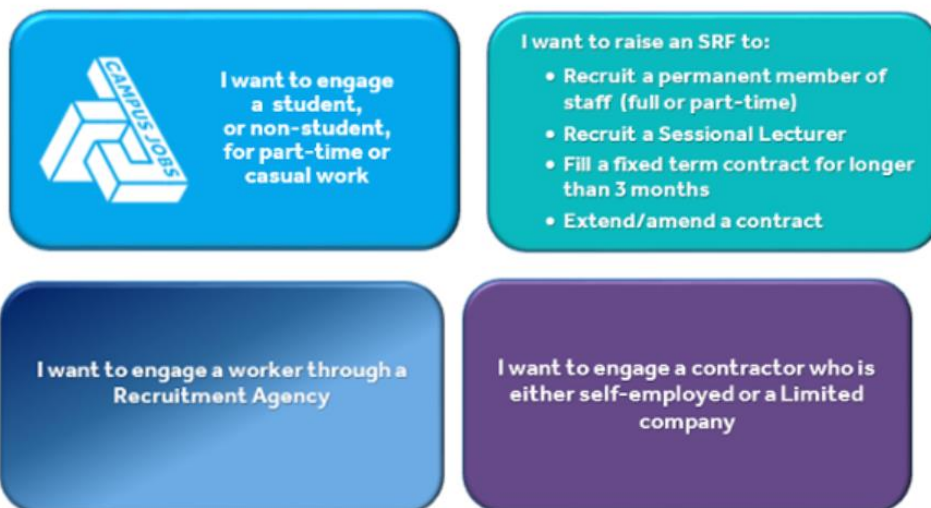 CAMPUS JOBS
I want to engage
a student,
or non-student,
for part-time or
casual work
I want to raise an SRF to:
• Recruit a permanent member of
staff (full or part-time)
• Recruit a Sessional Lecturer
• Fill a fixed term contract for longer
than 3 months
• Extend/amend a contract
I want to engage a worker through a
Recruitment Agency
I want to engage a contractor who is
either self-employed or a Limited
company